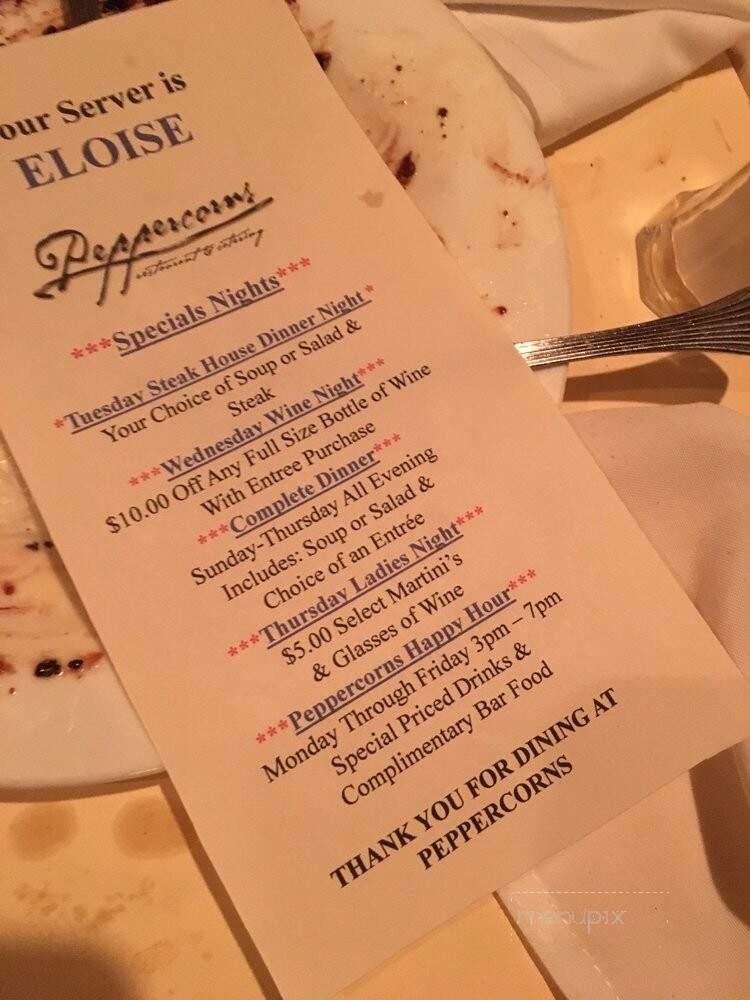 our Server is
ELOISE
Peppercorns
restaurant & catering
***Specials Nights***
*Tuesday Steak House Dinner Night*
Your Choice of Soup or Salad &
Steak
***Wednesday Wine Night***
$10.00 Off Any Full Size Bottle of Wine
With Entree Purchase
***Complete Dinner***
Sunday-Thursday All Evening
Includes: Soup or Salad &
Choice of an Entrée
***Thursday Ladies Night***
$5.00 Select Martini's
& Glasses of Wine
***Peppercorns Happy Hour***
Monday Through Friday 3pm – 7pm
Special Priced Drinks &
Complimentary Bar Food
THANK YOU FOR DINING AT
PEPPERCORNS
menupix